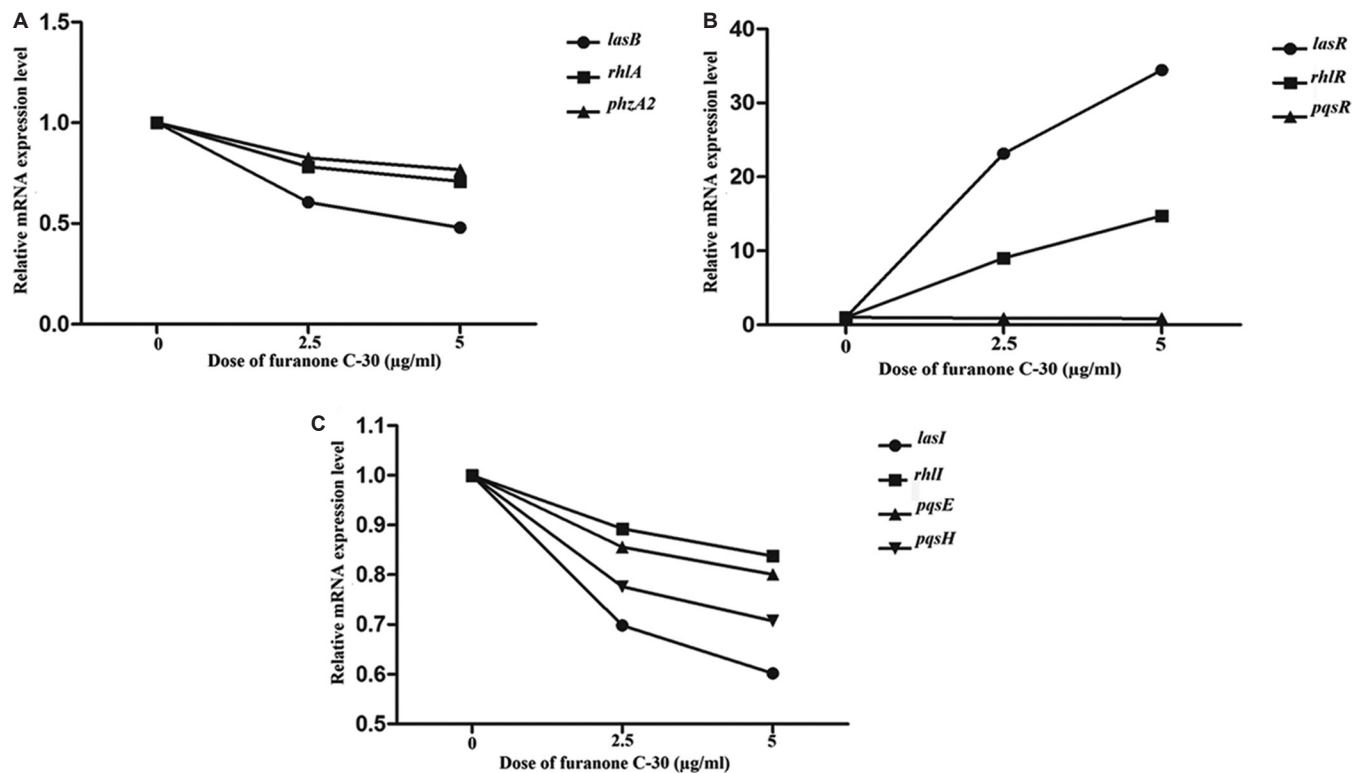 A
Relative mRNA expression level
1.5
1.0
0.5
0.0
0 2.5 5
Dose of furanone C-30 (µg/ml)
lasB
rhlA
phzA2
B
Relative mRNA expression level
40
30
20
10
0
0 2.5 5
Dose of furanone C-30 (µg/ml)
lasR
rhlR
pqsR
C
Relative mRNA expression level
1.1
1.0
0.9
0.8
0.7
0.6
0.5
0 2.5 5
Dose of furanone C-30 (µg/ml)
lasI
rhlI
pqsE
pqsH